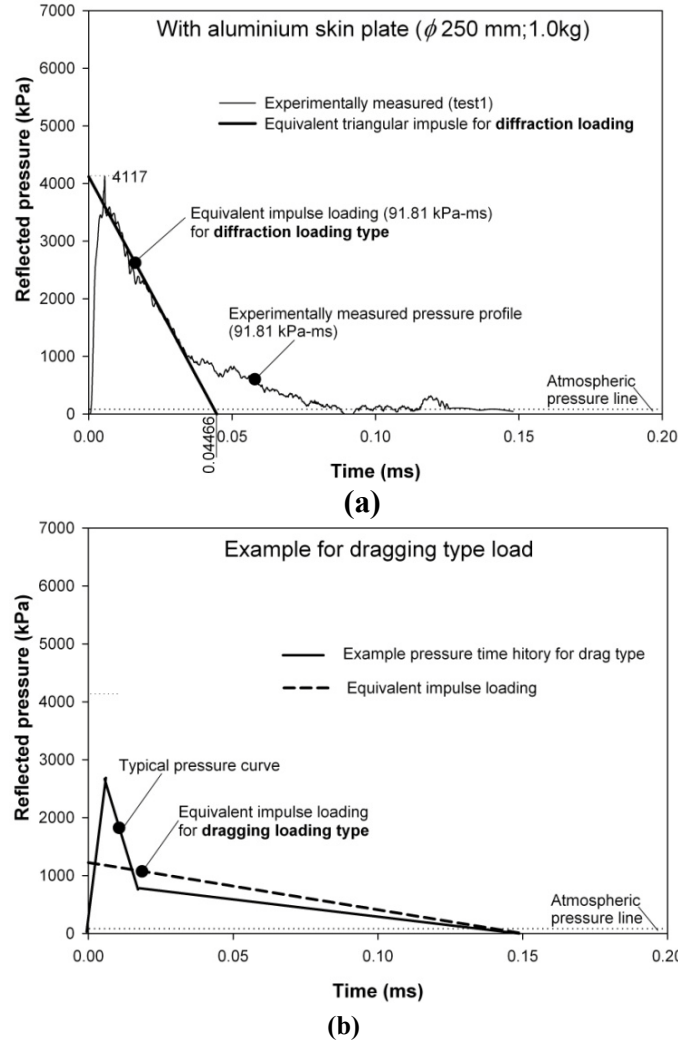 With aluminium skin plate (ϕ 250 mm;1.0kg)
Reflected pressure (kPa)
7000
6000
5000
4000
3000
2000
1000
0
Experimentally measured (test1)
Equivalent triangular impusle for diffraction loading
4117
Equivalent impulse loading (91.81 kPa-ms)
for diffraction loading type
Experimentally measured pressure profile
(91.81 kPa-ms)
Atmospheric
pressure line
0.00
0.04466
0.05
0.10
0.15
0.20
Time (ms)
(a)
Example for dragging type load
Reflected pressure (kPa)
7000
6000
5000
4000
3000
2000
1000
0
Example pressure time hitory for drag type
Equivalent impulse loading
Typical pressure curve
Equivalent impulse loading
for dragging loading type
Atmospheric
pressure line
0.00
0.05
0.10
0.15
0.20
Time (ms)
(b)